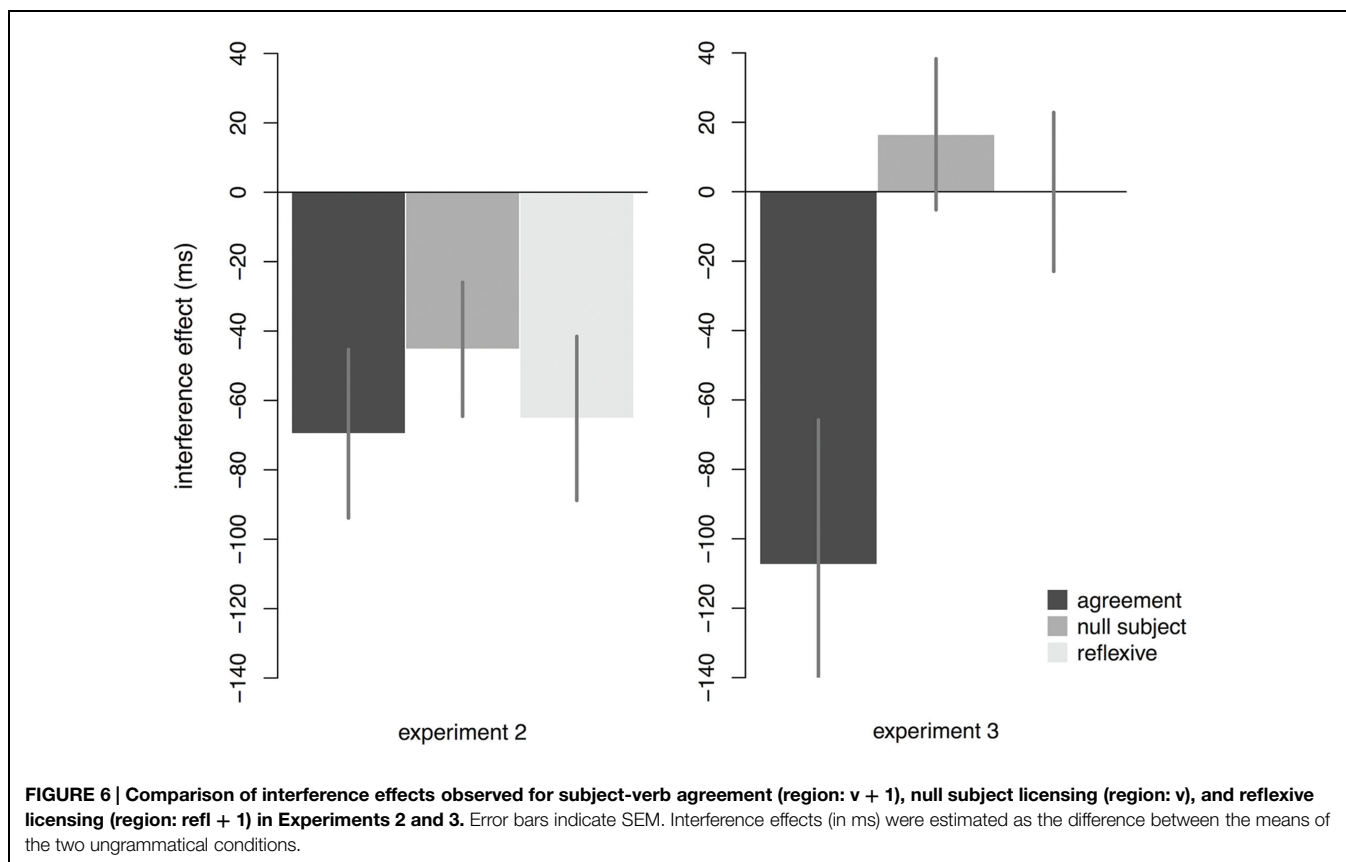 40
20
0
−20
−40
−60
−80
−100
−120
−140
interference effect (ms)
experiment 2
40
20
0
−20
−40
−60
−80
−100
−120
−140
experiment 3
agreement
null subject
reflexive
FIGURE 6 | Comparison of interference effects observed for subject-verb agreement (region: v + 1), null subject licensing (region: v), and reflexive
licensing (region: refl + 1) in Experiments 2 and 3. Error bars indicate SEM. Interference effects (in ms) were estimated as the difference between the means of
the two ungrammatical conditions.